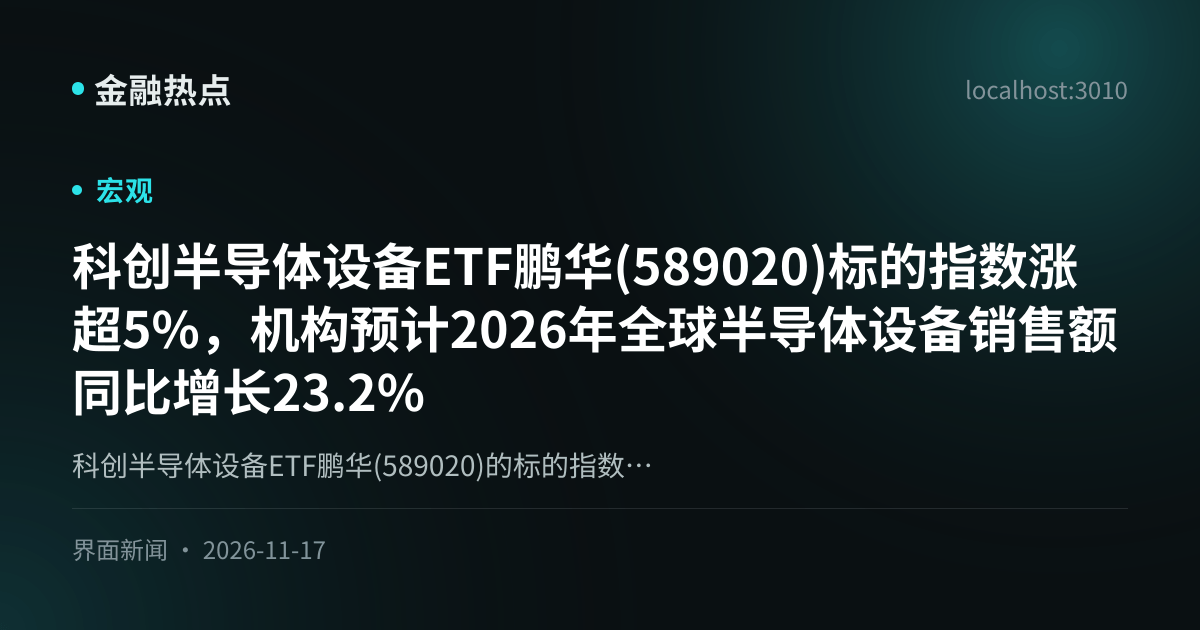 金融热点
localhost:3010
宏观
科创半导体设备ETF鹏华(589020)标的指数涨
超5%，机构预计2026年全球半导体设备销售额
同比增长23.2%
科创半导体设备ETF鹏华(589020)的标的指数…
界面新闻 • 2026-11-17